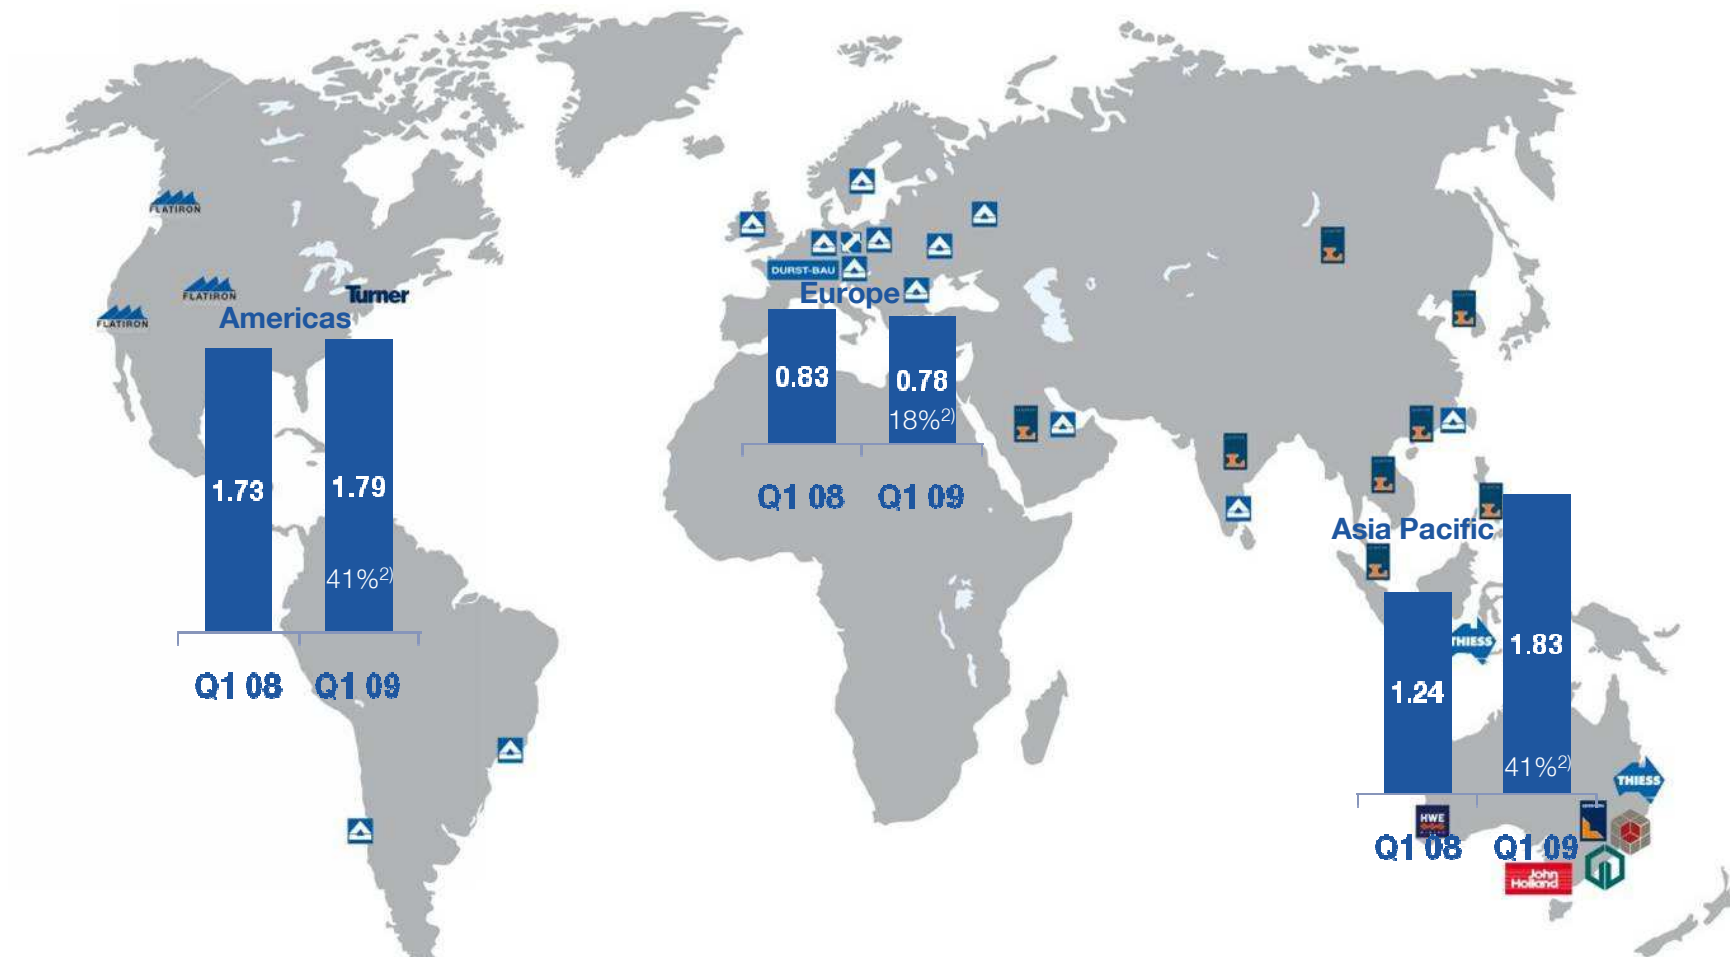 FLATIRON
FLATIRON
FLATIRON
Turner
Americas
1.73
1.79
41%2)
Q1 08
Q1 09
DURST-BAU
Europe
0.83
0.78
18%2)
Q1 08
Q1 09
Asia Pacific
THIESS
1.24
1.83
41%2)
THIESS
HWE
Q1 08
Q1 09
John
Holland